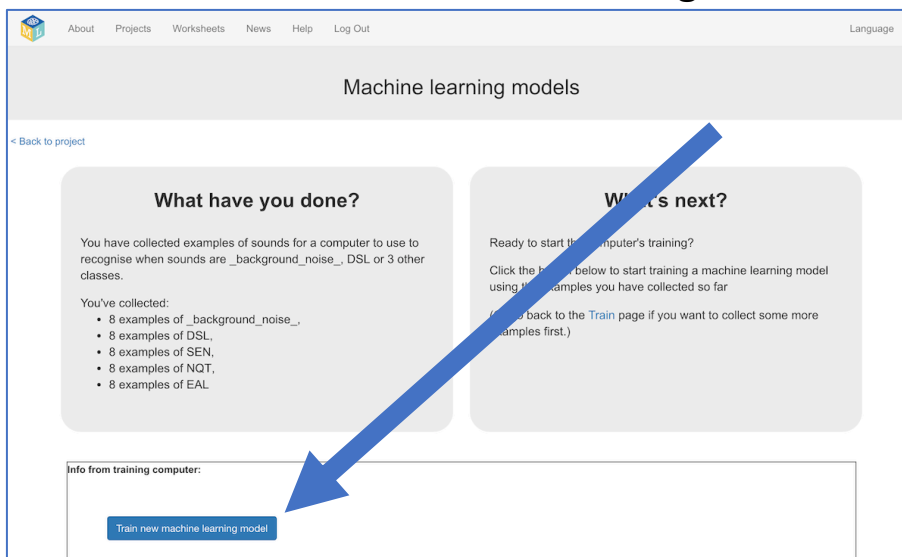 ML
About Projects Worksheets News Help Log Out Language
Machine learning models
< Back to project
What have you done?
You have collected examples of sounds for a computer to use to
recognise when sounds are _background_noise_, DSL or 3 other
classes.
You've collected:
• 8 examples of _background_noise_,
• 8 examples of DSL,
• 8 examples of SEN,
• 8 examples of NQT,
• 8 examples of EAL
What's next?
Ready to start the computer's training?
Click the button below to start training a machine learning model
using the examples you have collected so far
back to the Train page if you want to collect some more
examples first.)
Info from training computer:
Train new machine learning model